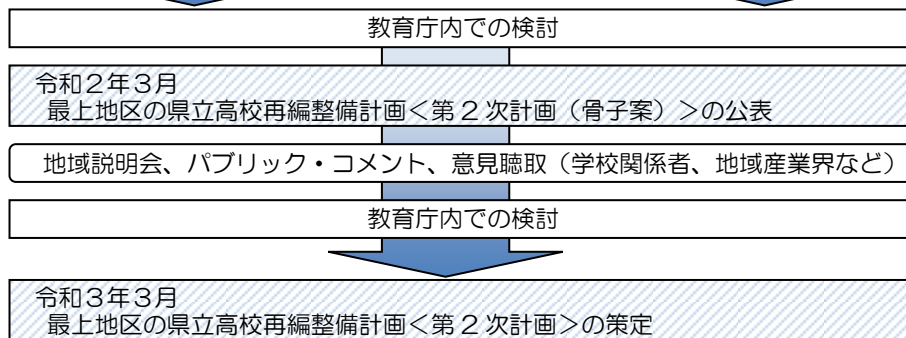 教育庁内での検討
令和２年３月
最上地区の県立高校再編整備計画＜第２次計画（骨子案）＞の公表
地域説明会、パブリック・コメント、意見聴取（学校関係者、地域産業界など）
教育庁内での検討
令和３年３月
最上地区の県立高校再編整備計画＜第２次計画＞の策定